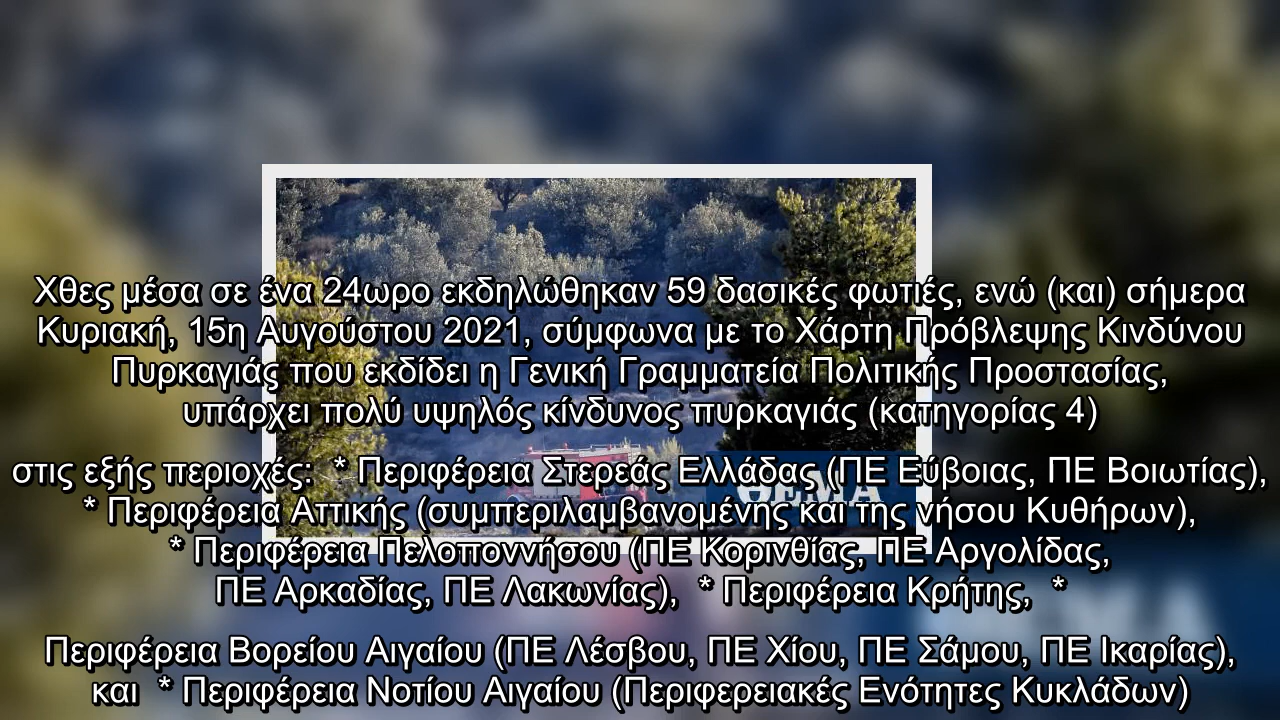 Χθες μέσα σε ένα 24ωρο εκδηλώθηκαν 59 δασικές φωτιές, ενώ (και) σήμερα
Κυριακή, 15η Αυγούστου 2021, σύμφωνα με το Χάρτη Πρόβλεψης Κινδύνου
Πυρκαγιάς που εκδίδει η Γενική Γραμματεία Πολιτικής Προστασίας,
υπάρχει πολύ υψηλός κίνδυνος πυρκαγιάς (κατηγορίας 4)
στις εξής περιοχές: * Περιφέρεια Στερεάς Ελλάδας (ΠΕ Εύβοιας, ΠΕ Βοιωτίας),
* Περιφέρεια Αττικής (συμπεριλαμβανομένης και της νήσου Κυθήρων),
* Περιφέρεια Πελοποννήσου (ΠΕ Κορινθίας, ΠΕ Αργολίδας,
ΠΕ Αρκαδίας, ΠΕ Λακωνίας), * Περιφέρεια Κρήτης, *
Περιφέρεια Βορείου Αιγαίου (ΠΕ Λέσβου, ΠΕ Χίου, ΠΕ Σάμου, ΠΕ Ικαρίας),
και * Περιφέρεια Νοτίου Αιγαίου (Περιφερειακές Ενότητες Κυκλάδων)
ΘΕΜΑ